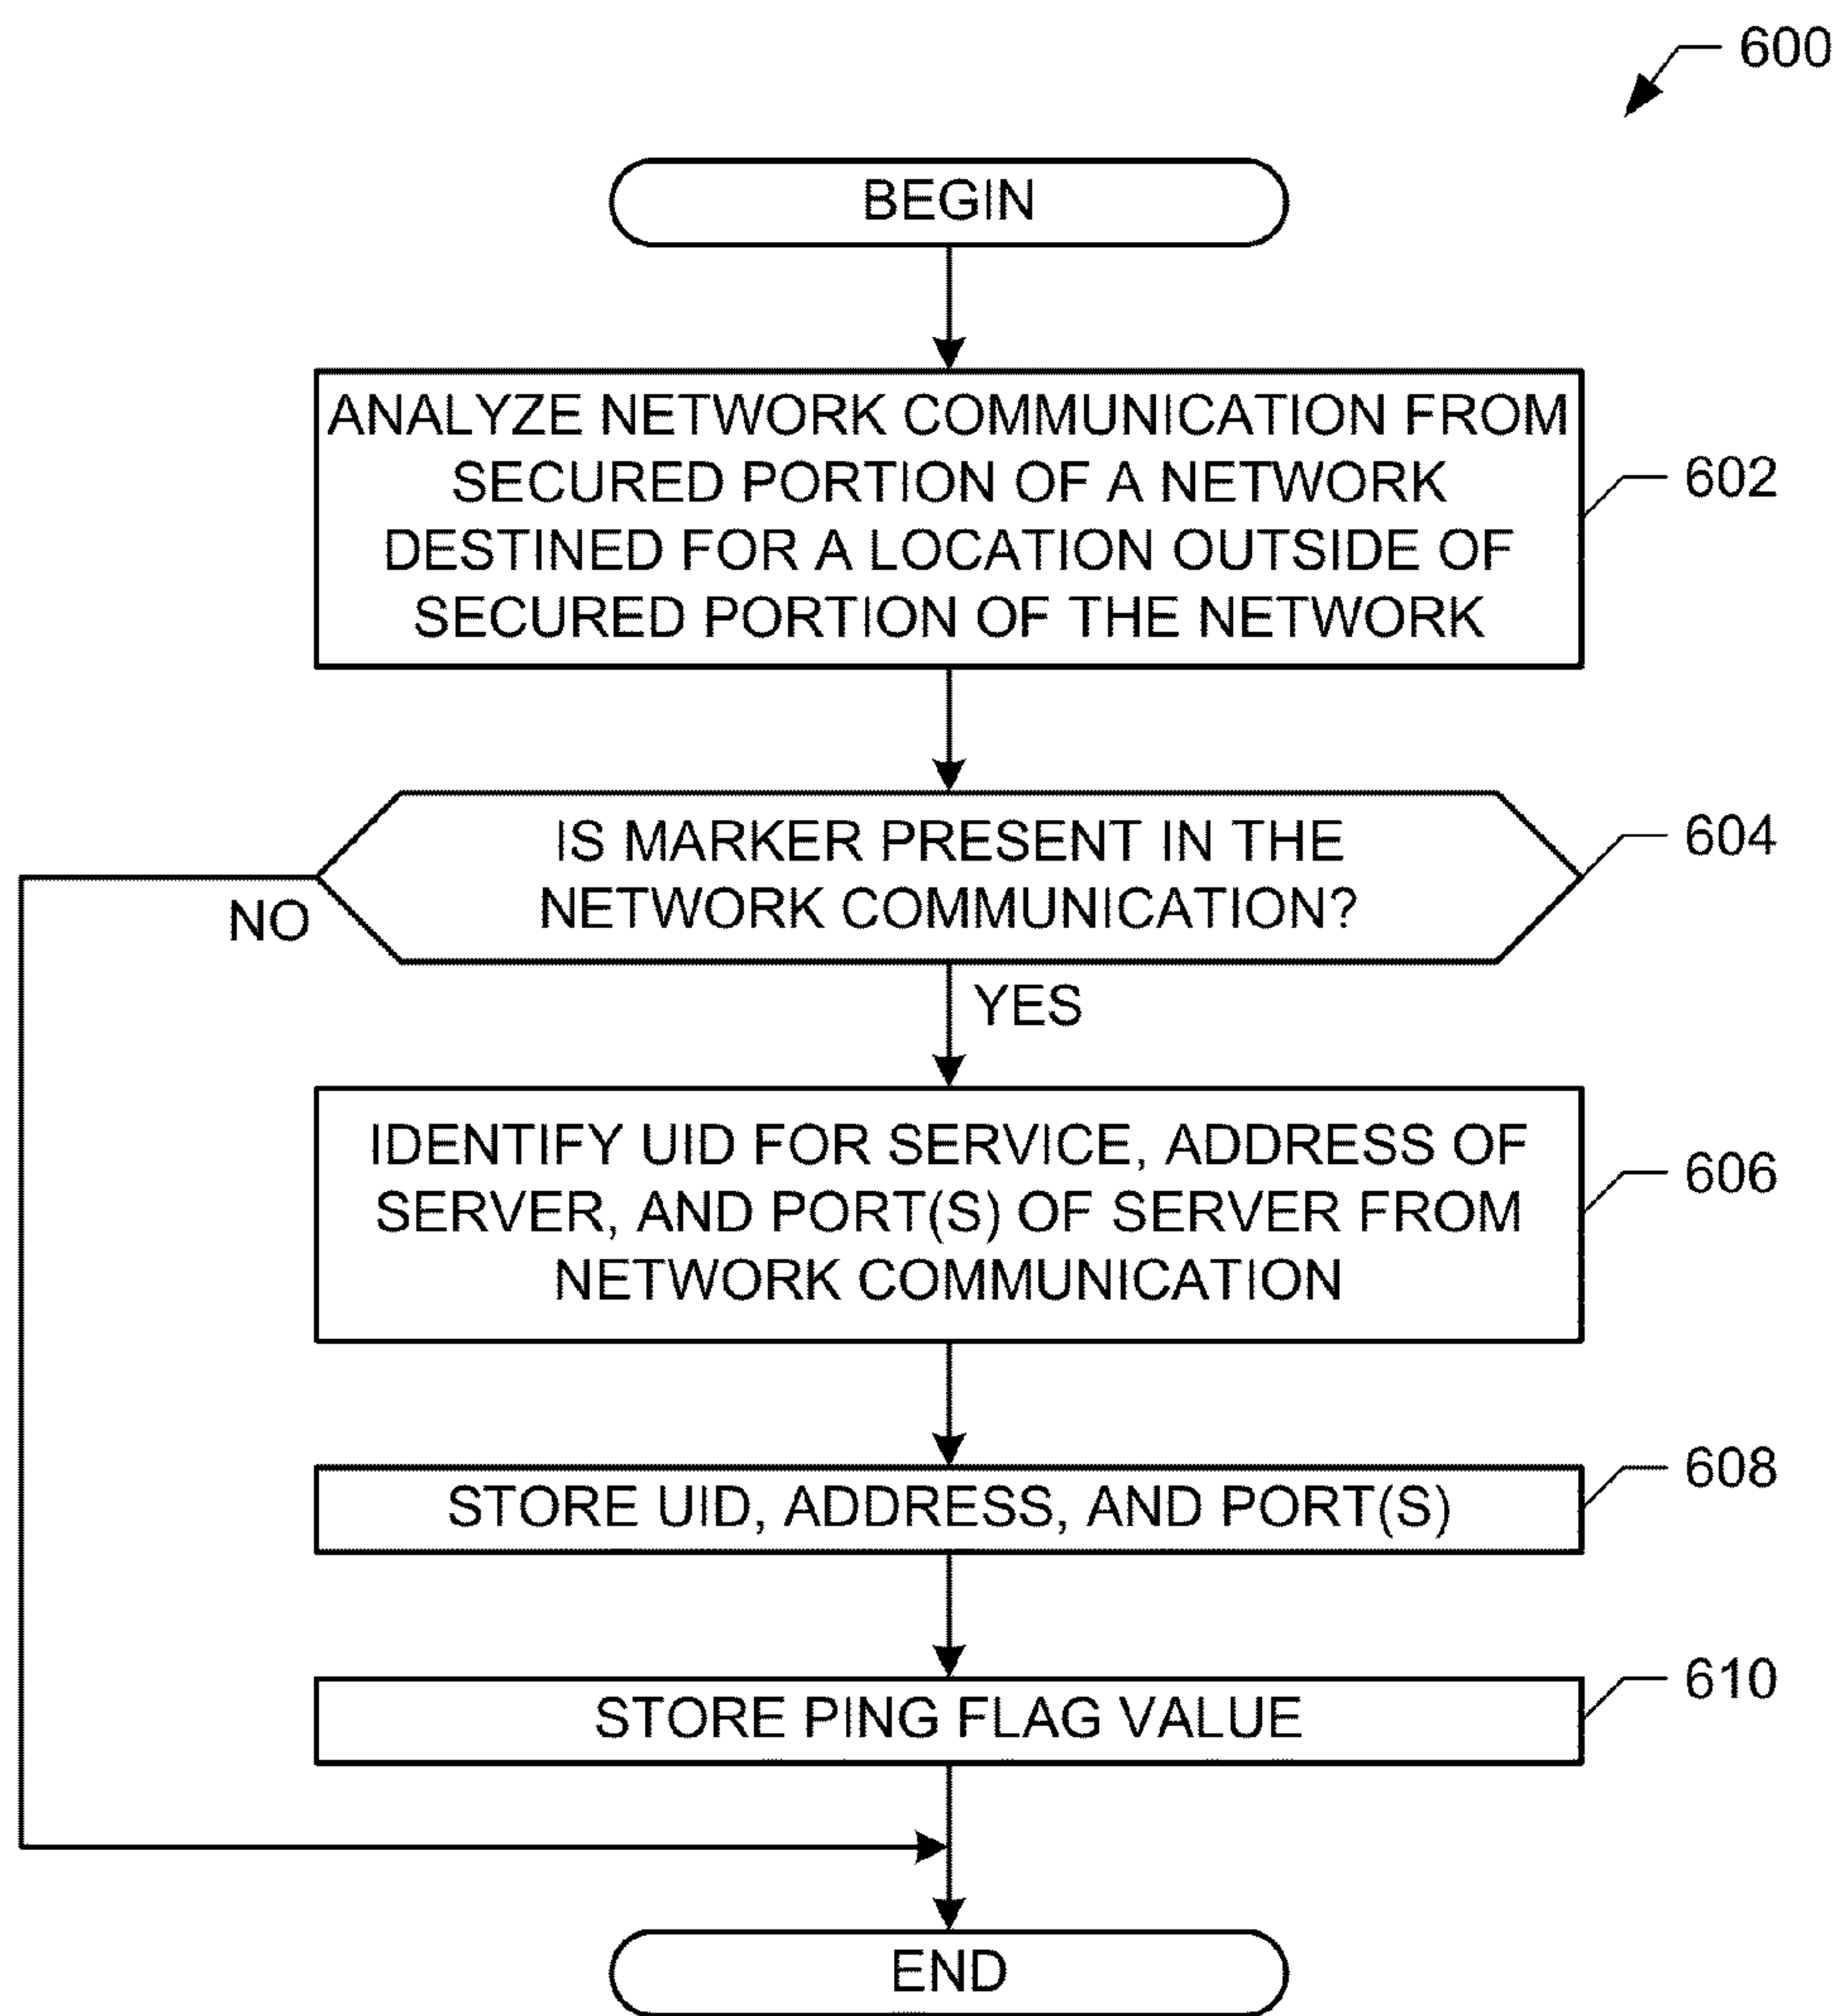 600
BEGIN
ANALYZE NETWORK COMMUNICATION FROM
SECURED PORTION OF A NETWORK
DESTINED FOR A LOCATION OUTSIDE OF
SECURED PORTION OF THE NETWORK
602
IS MARKER PRESENT IN THE
NETWORK COMMUNICATION?
604
NO
YES
IDENTIFY UID FOR SERVICE, ADDRESS OF
SERVER, AND PORT(S) OF SERVER FROM
NETWORK COMMUNICATION
606
STORE UID, ADDRESS, AND PORT(S)
608
STORE PING FLAG VALUE
610
END